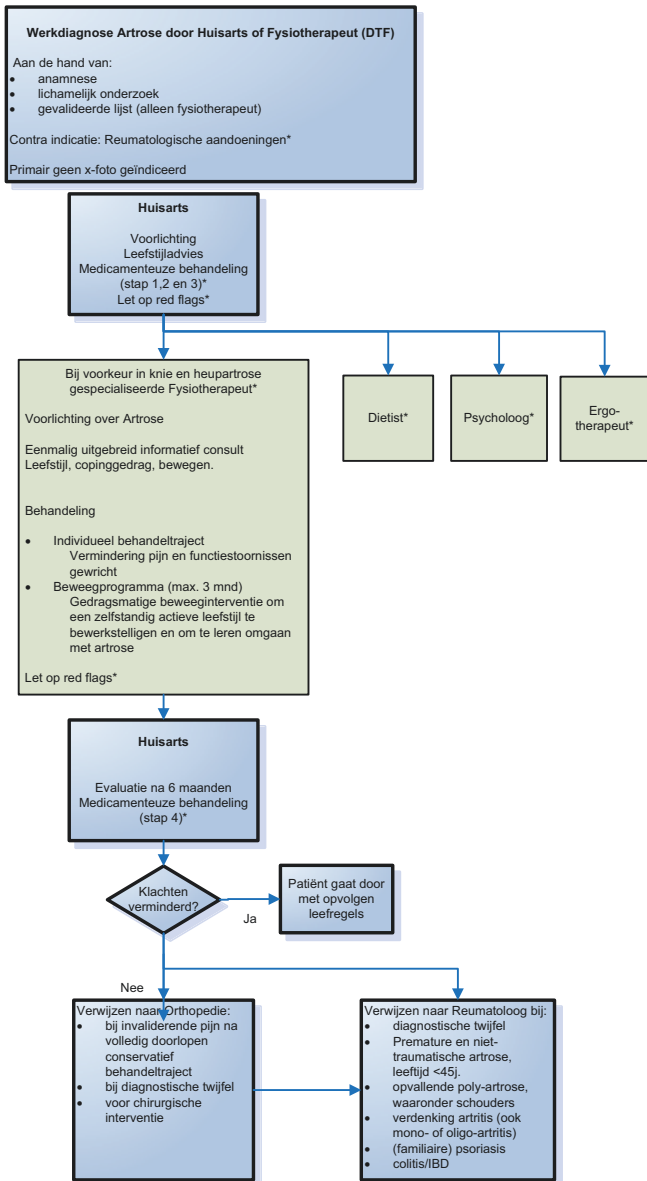 Werkdiagnose Artrose door Huisarts of Fysiotherapeut (DTF)
Aan de hand van:
• anamnese
• lichamelijk onderzoek
• gevalideerde lijst (alleen fysiotherapeut)
Contra indicatie: Reumatologische aandoeningen*
Primair geen x-foto geïndiceerd
Huisarts
Voorlichting
Leefstijladvies
Medicamenteuze behandeling
(stap 1,2 en 3)*
Let op red flags*
Bij voorkeur in knie en heupartrose
gespecialiseerde Fysiotherapeut*
Voorlichting over Artrose
Eenmalig uitgebreid informatief consult
Leefstijl, copinggedrag, bewegen.
Behandeling
• Individueel behandeltraject
Vermindering pijn en functiestoornissen
gewricht
• Beweegprogramma (max. 3 mnd)
Gedragsmatige beweeginterventie om
een zelfstandig actieve leefstijl te
bewerkstelligen en om te leren omgaan
met artrose
Let op red flags*
Dietist*
Psycholoog*
Ergo-
therapeut*
Huisarts
Evaluatie na 6 maanden
Medicamenteuze behandeling
(stap 4)*
Klachten
verminderd?
Ja
Patiënt gaat door
met opvolgen
leefregels
Nee
Verwijzen naar Orthopedie:
• bij invaliderende pijn na
volledig doorlopen
conservatief
behandeltraject
• bij diagnostische twijfel
• voor chirurgische
interventie
Verwijzen naar Reumatoloog bij:
• diagnostische twijfel
• Premature en niet-
traumatische artrose,
leeftijd <45j.
• opvallende poly-artrose,
waaronder schouders
• verdenking artritis (ook
mono- of oligo-artritis)
• (familiaire) psoriasis
• colitis/IBD